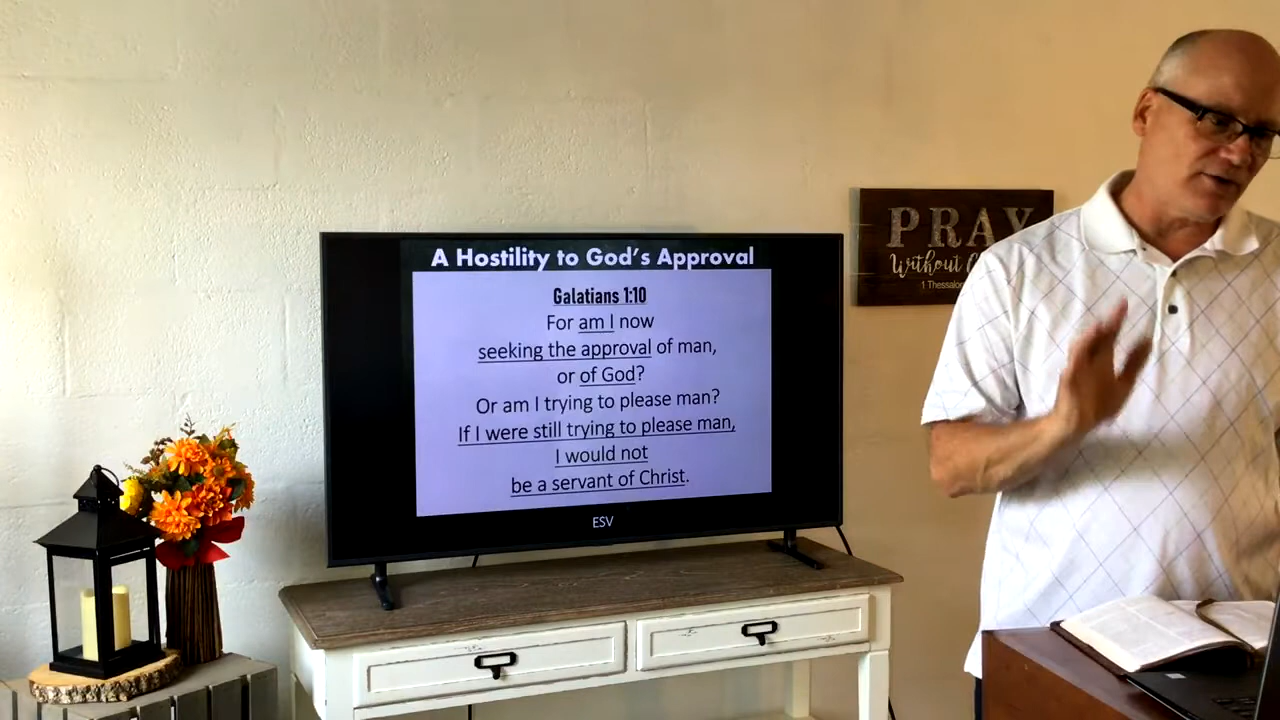 A Hostility to God's Approval
Galatians 1:10
For am I now
seeking the approval of man,
or of God?
Or am I trying to please man?
If I were still trying to please man,
I would not
be a servant of Christ.
ESV
PRAY
Without
1